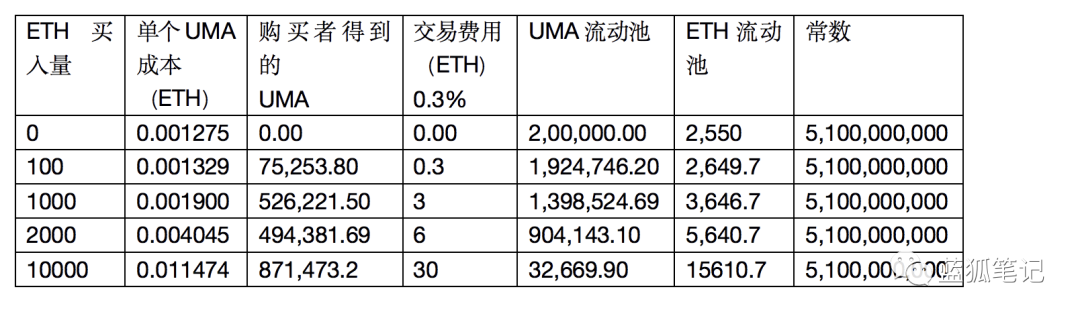 ETH 买入量 单个UMA成本（ETH） 购买者得到的UMA 交易费用（ETH）0.3% UMA 流动池 ETH 流动池 常数
0 0.001275 0.00 0.00 2,00,000.00 2,550 5,100,000,000
100 0.001329 75,253.80 0.3 1,924,746.20 2,649.7 5,100,000,000
1000 0.001900 526,221.50 3 1,398,524.69 3,646.7 5,100,000,000
2000 0.004045 494,381.69 6 904,143.10 5,640.7 5,100,000,000
10000 0.011474 871,473.2 30 32,669.90 15610.7 5,100,000,000
蓝狐笔记